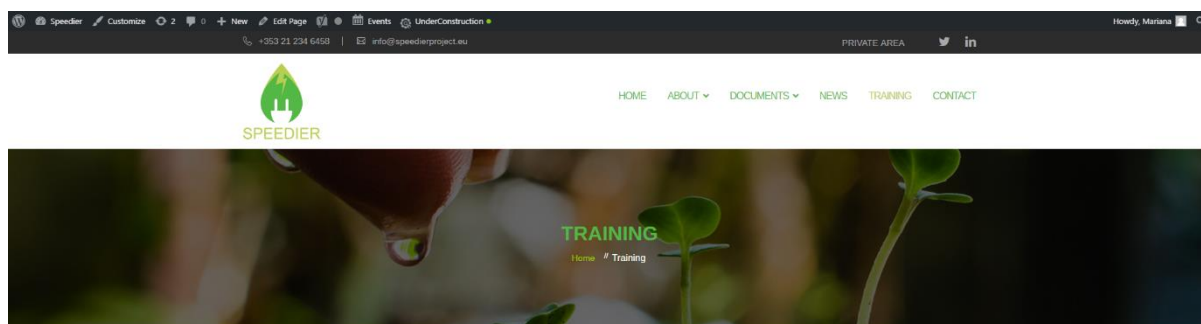 Speedier Customize 2 0 New Edit Page Events UnderConstruction Howdy, Mariana
+353 21 234 6458 | info@speedierproject.eu PRIVATE AREA in
HOME ABOUT DOCUMENTS NEWS TRAINING CONTACT
SPEEDIER
TRAINING
Home // Training